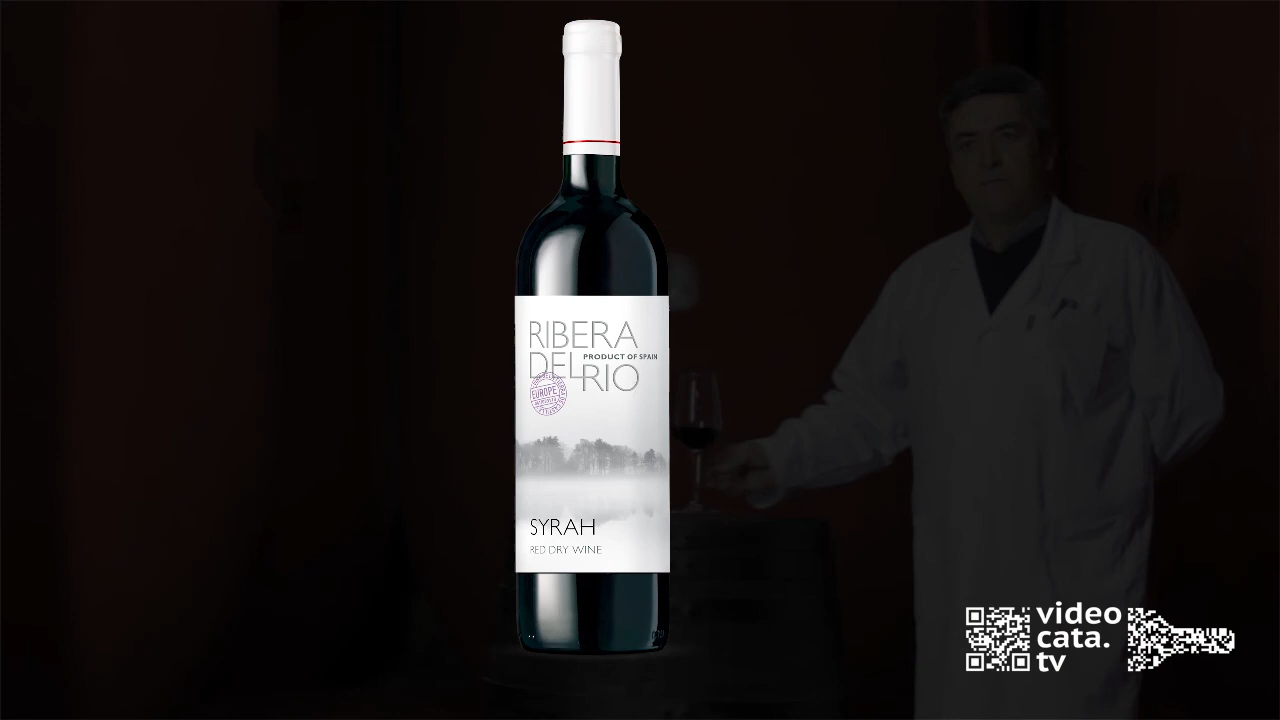 RIBERA
DEL PRODUCT OF SPAIN
RIO
EUROPE
SYRAH
RED DRY WINE
video
cata.
tv